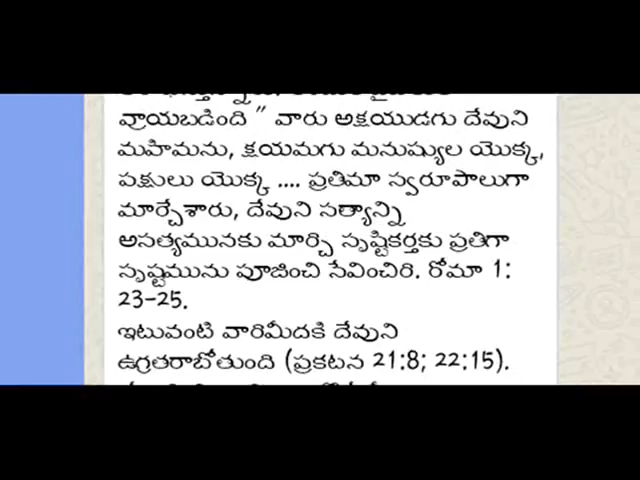 వ్రాయబడింది " వారు అక్షయుడగు దేవుని
మహిమను, క్షయమగు మనుష్యుల యొక్క,
పక్షులు యొక్క .... ప్రతిమా స్వరూపాలుగా
మార్చేశారు, దేవుని సత్యాన్ని
అసత్యమునకు మార్చి సృష్టికర్తకు ప్రతిగా
సృష్టమును పూజించి సేవించిరి. రోమా 1:
23-25.
ఇటువంటి వారిమీదకి దేవుని
ఉగ్రతరాబోతుంది (ప్రకటన 21:8; 22:15).